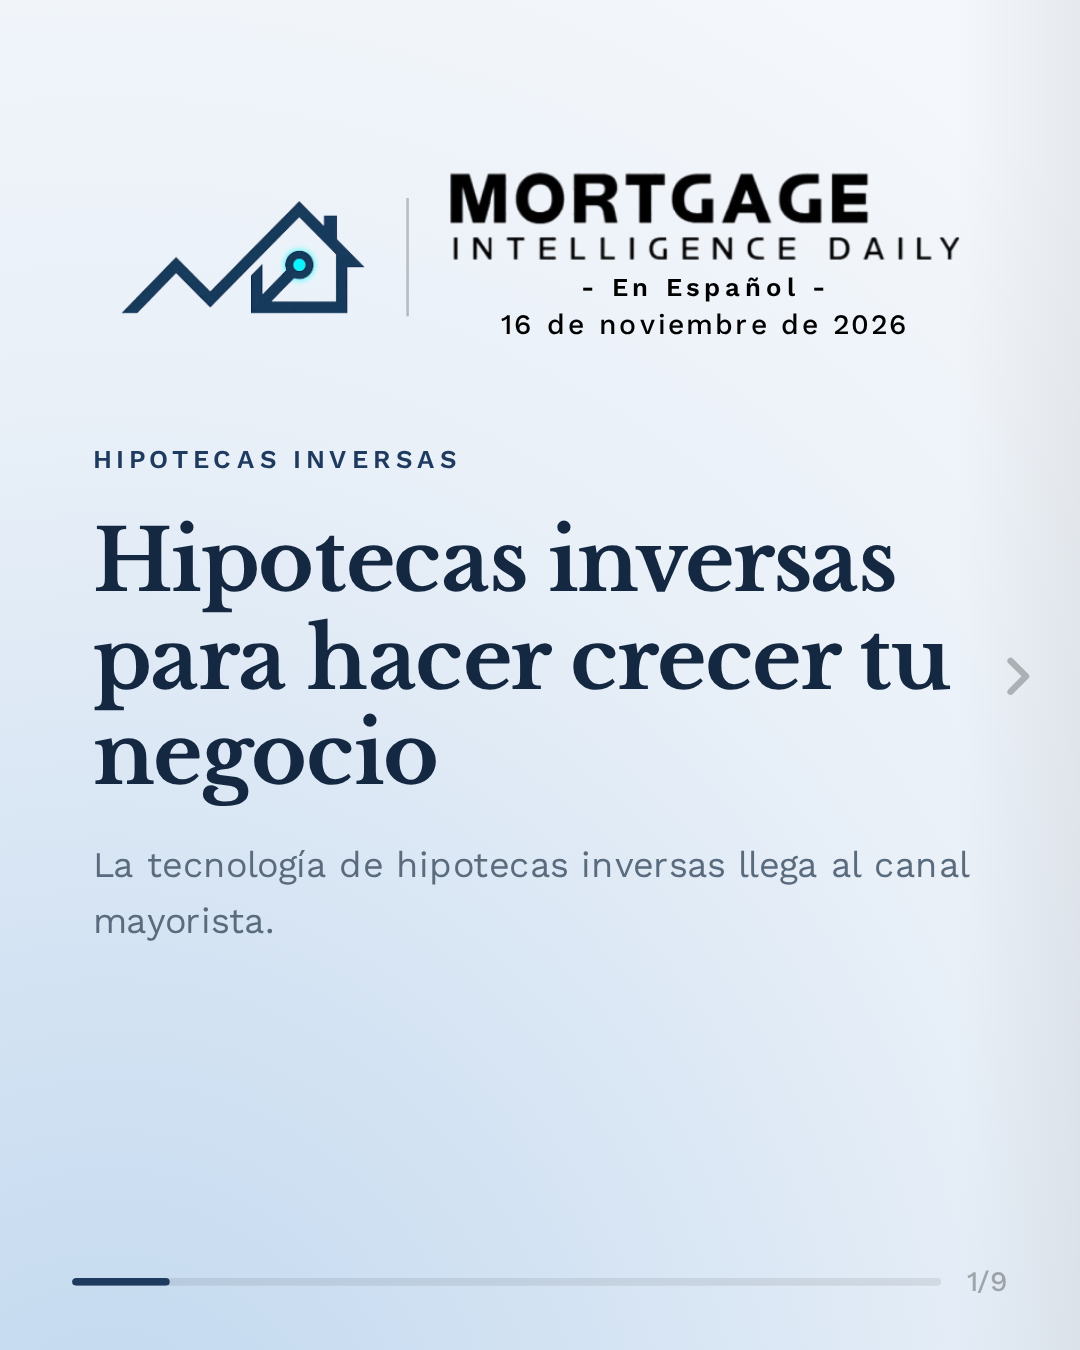 MORTGAGE
INTELLIGENCE DAILY
- En Español -
16 de noviembre de 2026
HIPOTECAS INVERSAS
Hipotecas inversas
para hacer crecer tu
negocio
La tecnología de hipotecas inversas llega al canal
mayorista.
1/9